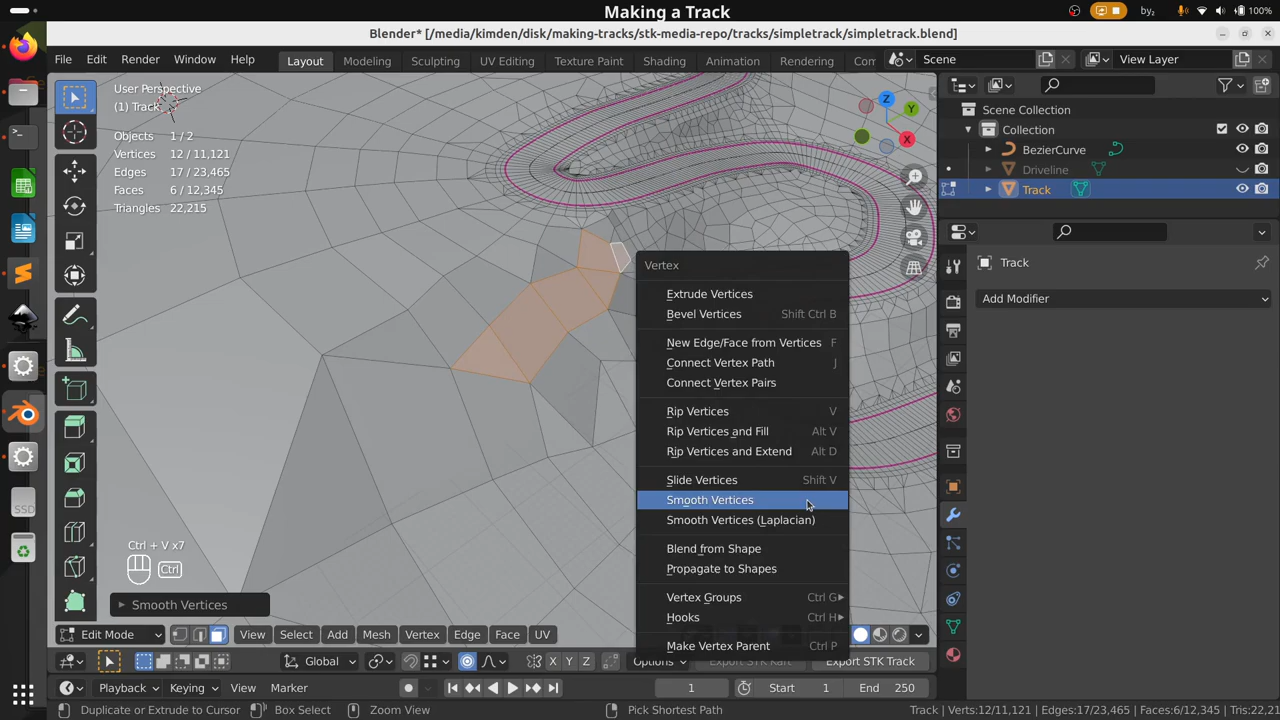 Making a Track
by₂
100%
Blender* [/media/kimden/disk/making-tracks/stk-media-repo/tracks/simpletrack/simpletrack.blend]
File Edit Render Window Help Layout Modeling Sculpting UV Editing Texture Paint Shading Animation Rendering Com Scene View Layer
User Perspective
(1) Track
Objects 1 / 2
Vertices 12 / 11,121
Edges 17 / 23,465
Faces 6 / 12,345
Triangles 22,215
Z
Y
X
Scene Collection
Collection
BezierCurve
Driveline
Track
Track
Add Modifier
Vertex
Extrude Vertices
Bevel Vertices Shift Ctrl B
New Edge/Face from Vertices F
Connect Vertex Path J
Connect Vertex Pairs
Rip Vertices V
Rip Vertices and Fill Alt V
Rip Vertices and Extend Alt D
Slide Vertices Shift V
Smooth Vertices
Smooth Vertices (Laplacian)
Blend from Shape
Propagate to Shapes
Vertex Groups Ctrl G
Hooks Ctrl H
Make Vertex Parent Ctrl P
Ctrl + V x7
Ctrl
Smooth Vertices
SSD
Edit Mode View Select Add Mesh Vertex Edge Face UV
Global X Y Z Options Export STK Kart Export STK Track
Playback Keying View Marker 1 Start 1 End 250
Duplicate or Extrude to Cursor Box Select Zoom View Pick Shortest Path Track | Verts:12/11,121 | Edges:17/23,465 | Faces:6/12,345 | Tris:22,21